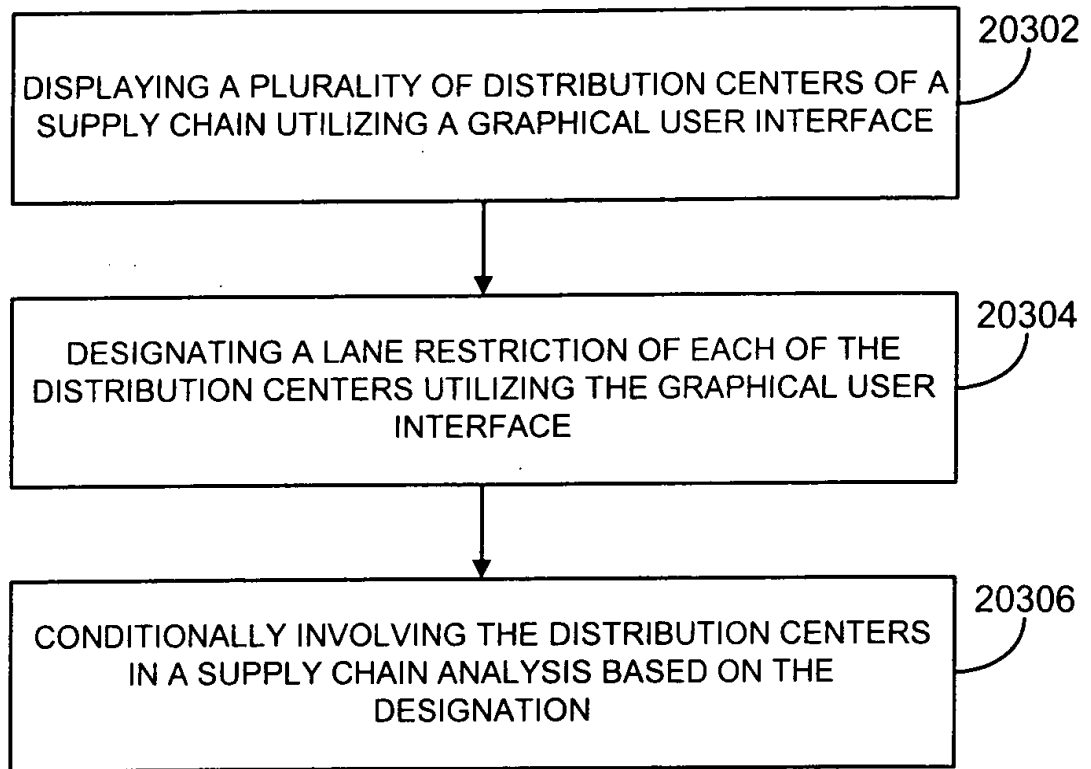 20302
DISPLAYING A PLURALITY OF DISTRIBUTION CENTERS OF A
SUPPLY CHAIN UTILIZING A GRAPHICAL USER INTERFACE
20304
DESIGNATING A LANE RESTRICTION OF EACH OF THE
DISTRIBUTION CENTERS UTILIZING THE GRAPHICAL USER
INTERFACE
20306
CONDITIONALLY INVOLVING THE DISTRIBUTION CENTERS
IN A SUPPLY CHAIN ANALYSIS BASED ON THE
DESIGNATION